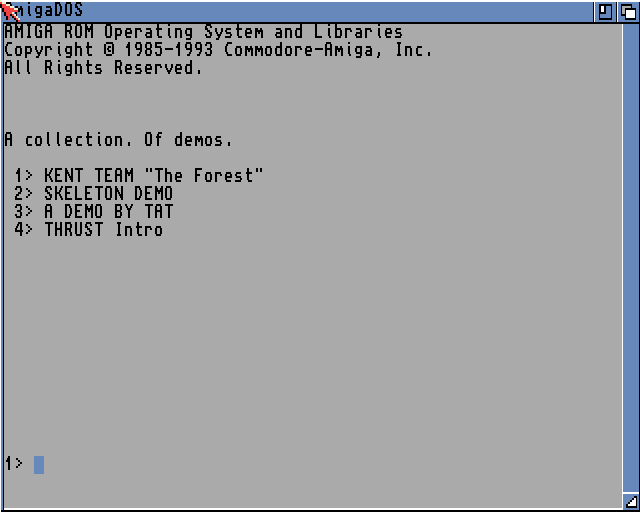 AmigaDOS
AMIGA ROM Operating System and Libraries
Copyright © 1985-1993 Commodore-Amiga, Inc.
All Rights Reserved.
A collection. Of demos.
1> KENT TEAM "The Forest"
2> SKELETON DEMO
3> A DEMO BY TAT
4> THRUST Intro
1>